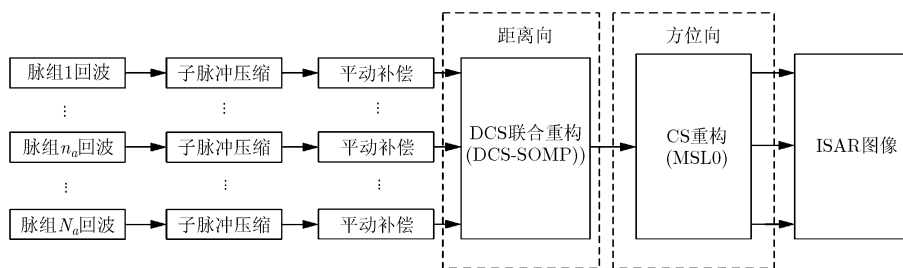 距离向
方位向
脉组1回波 子脉冲压缩 平动补偿
⋮ ⋮ ⋮
脉组nₐ回波 子脉冲压缩 平动补偿
DCS联合重构
(DCS-SOMP))
CS重构
(MSL0)
ISAR图像
⋮ ⋮ ⋮
脉组Nₐ回波 子脉冲压缩 平动补偿